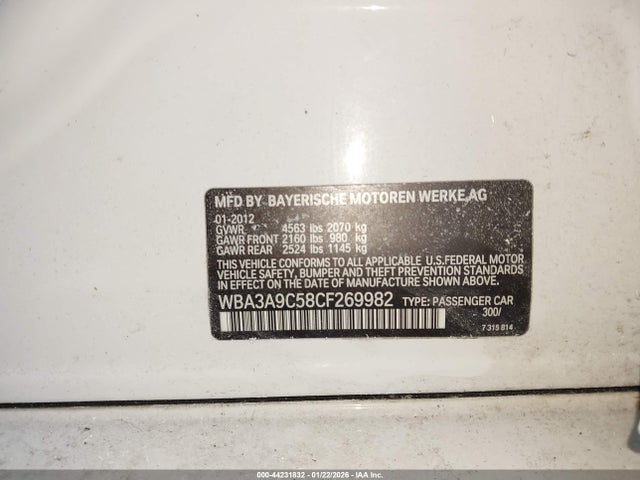 MFD BY BAYERISCHE MOTOREN WERKE AG
01-2012
GVWR 4563 lbs 2070 kg
GAWR FRONT 2160 lbs 980 kg
GAWR REAR 2524 lbs 1145 kg
THIS VEHICLE CONFORMS TO ALL APPLICABLE U.S.FEDERAL MOTOR
VEHICLE SAFETY, BUMPER AND THEFT PREVENTION STANDARDS
IN EFFECT ON THE DATE OF MANUFACTURE SHOWN ABOVE.
WBA3A9C58CF269982 TYPE: PASSENGER CAR
300/
7 315 814
000-44231832 - 01/22/2026 - IAA Inc.